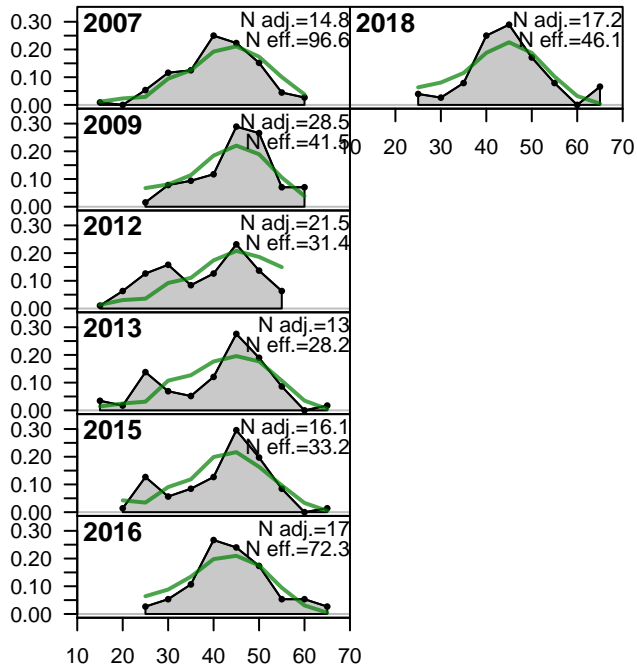 0.30
0.20
0.10
0.00
2007
N adj.=14.8
N eff.=96.6
2018
N adj.=17.2
N eff.=46.1
10 20 30 40 50 60 70
0.30
0.20
0.10
0.00
2009
N adj.=28.5
N eff.=41.5
0.30
0.20
0.10
0.00
2012
N adj.=21.5
N eff.=31.4
0.30
0.20
0.10
0.00
2013
N adj.=13
N eff.=28.2
0.30
0.20
0.10
0.00
2015
N adj.=16.1
N eff.=33.2
0.30
0.20
0.10
0.00
2016
N adj.=17
N eff.=72.3
10 20 30 40 50 60 70